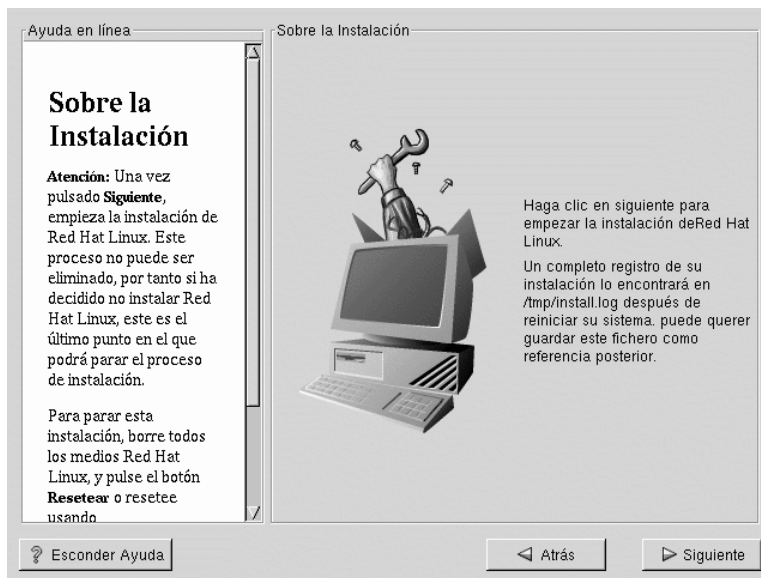 Ayuda en línea
Sobre la
Instalación
Atención: Una vez
pulsado Siguiente,
empieza la instalación de
Red Hat Linux. Este
proceso no puede ser
eliminado, por tanto si ha
decidido no instalar Red
Hat Linux, este es el
último punto en el que
podrá parar el proceso
de instalación.
Para parar esta
instalación, borre todos
los medios Red Hat
Linux, y pulse el botón
Resetear o resetee
usando
Sobre la Instalación
Haga clic en siguiente para
empezar la instalación deRed Hat
Linux.
Un completo registro de su
instalación lo encontrará en
/tmp/install.log después de
reiniciar su sistema. puede querer
guardar este fichero como
referencia posterior.
? Esconder Ayuda
Atrás
Siguiente